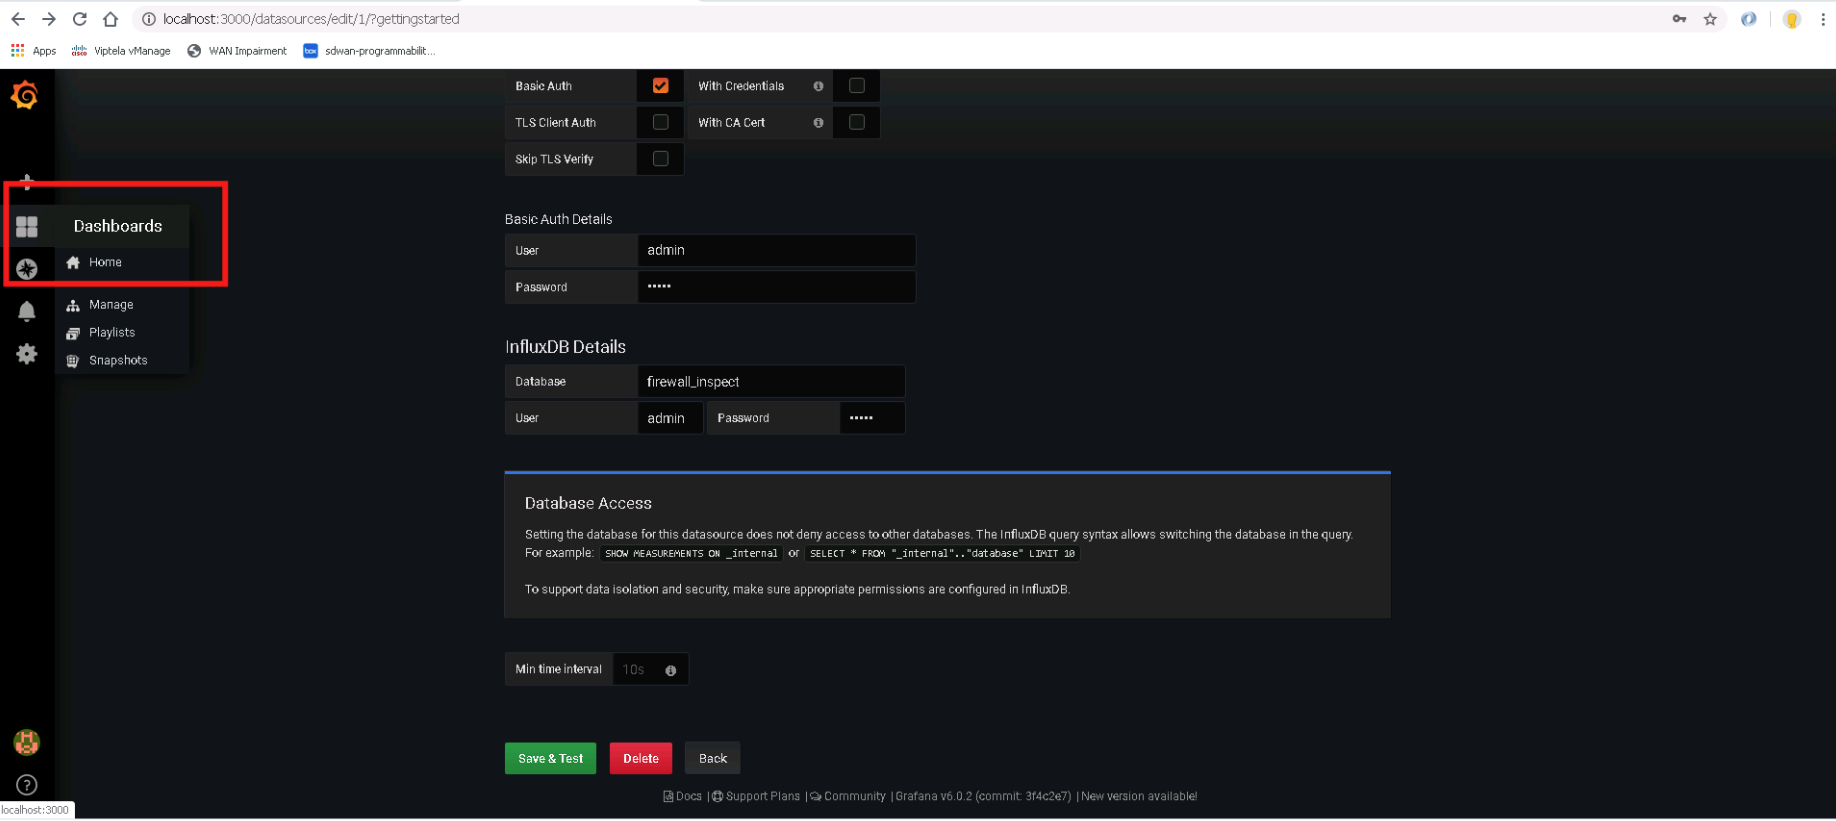 localhost:3000/datasources/edit/1/?gettingstarted
Apps Viptela vManage WAN Impairment box sdwan-programmabilit...
Basic Auth With Credentials
TLS Client Auth With CA Cert
Skip TLS Verify
Dashboards
Home
Manage
Playlists
Snapshots
Basic Auth Details
User admin
Password •••••
InfluxDB Details
Database firewall_inspect
User admin Password •••••
Database Access
Setting the database for this datasource does not deny access to other databases. The InfluxDB query syntax allows switching the database in the query.
For example: SHOW MEASUREMENTS ON _internal or SELECT * FROM "_internal".."database" LIMIT 10
To support data isolation and security, make sure appropriate permissions are configured in InfluxDB.
Min time interval 10s
Save & Test Delete Back
Docs | Support Plans | Community | Grafana v6.0.2 (commit: 3f4c2e7) | New version available!
localhost:3000